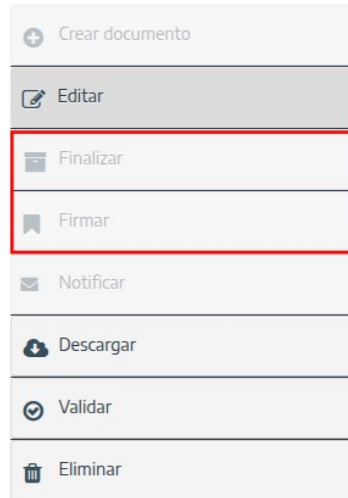 Crear documento
Editar
Finalizar
Firmar
Notificar
Descargar
Validar
Eliminar